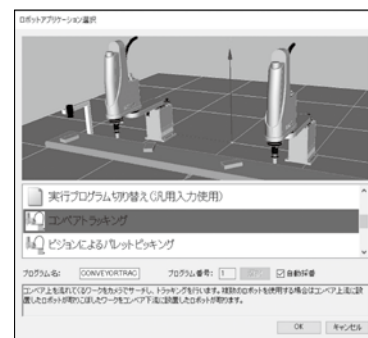 ロボットアプリケーション選択
実行プログラム切り替え(汎用入力使用)
コンベアトラッキング
ビジョンによるパレットピッキング
プログラム名: CONVEYORTRAC プログラム番号: 1 自動採番
コンベア上を流れてくるワークをカメラでサーチし、トラッキングを行います。複数のロボットを使用する場合はコンベア上流に設
置したロボットが取りこぼしたワークをコンベア下流に設置したロボットが取ります。
OK キャンセル